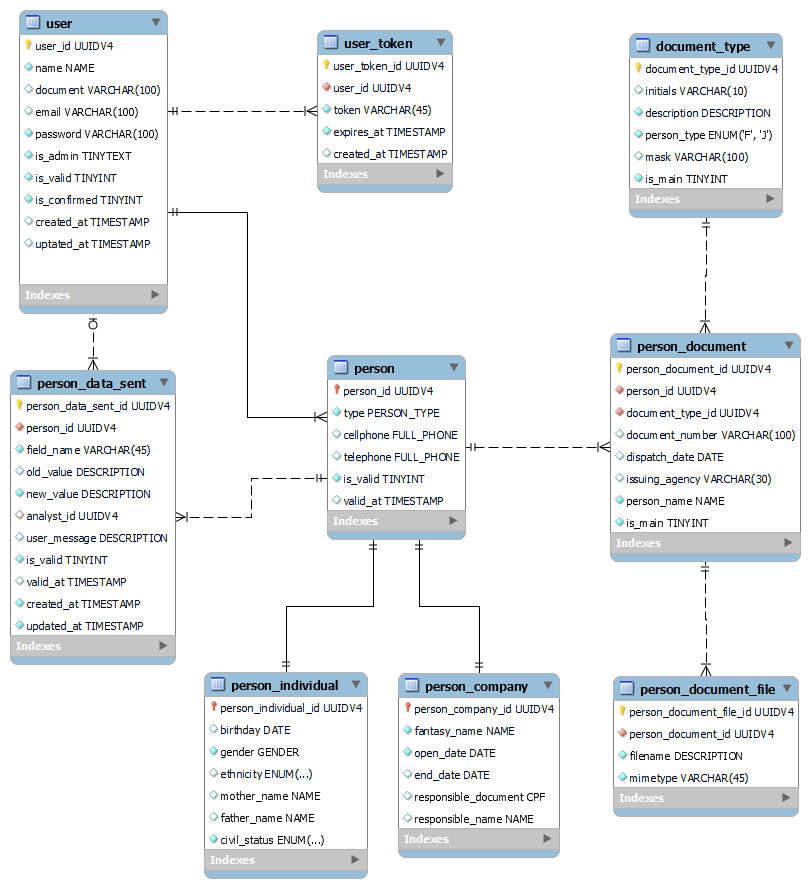 user
user_id UUIDV4
name NAME
document VARCHAR(100)
email VARCHAR(100)
password VARCHAR(100)
is_admin TINYTEXT
is_valid TINYINT
is_confirmed TINYINT
created_at TIMESTAMP
uptated_at TIMESTAMP
Indexes
user_token
user_token_id UUIDV4
user_id UUIDV4
token VARCHAR(45)
expires_at TIMESTAMP
created_at TIMESTAMP
Indexes
document_type
document_type_id UUIDV4
initials VARCHAR(10)
description DESCRIPTION
person_type ENUM('F', 'J')
mask VARCHAR(100)
is_main TINYINT
Indexes
person_data_sent
person_data_sent_id UUIDV4
person_id UUIDV4
field_name VARCHAR(45)
old_value DESCRIPTION
new_value DESCRIPTION
analyst_id UUIDV4
user_message DESCRIPTION
is_valid TINYINT
valid_at TIMESTAMP
created_at TIMESTAMP
updated_at TIMESTAMP
Indexes
person
person_id UUIDV4
type PERSON_TYPE
cellphone FULL_PHONE
telephone FULL_PHONE
is_valid TINYINT
valid_at TIMESTAMP
Indexes
person_document
person_document_id UUIDV4
person_id UUIDV4
document_type_id UUIDV4
document_number VARCHAR(100)
dispatch_date DATE
issuing_agency VARCHAR(30)
person_name NAME
is_main TINYINT
Indexes
person_individual
person_individual_id UUIDV4
birthday DATE
gender GENDER
ethnicity ENUM(...)
mother_name NAME
father_name NAME
civil_status ENUM(...)
Indexes
person_company
person_company_id UUIDV4
fantasy_name NAME
open_date DATE
end_date DATE
responsible_document CPF
responsible_name NAME
Indexes
person_document_file
person_document_file_id UUIDV4
person_document_id UUIDV4
filename DESCRIPTION
mimetype VARCHAR(45)
Indexes